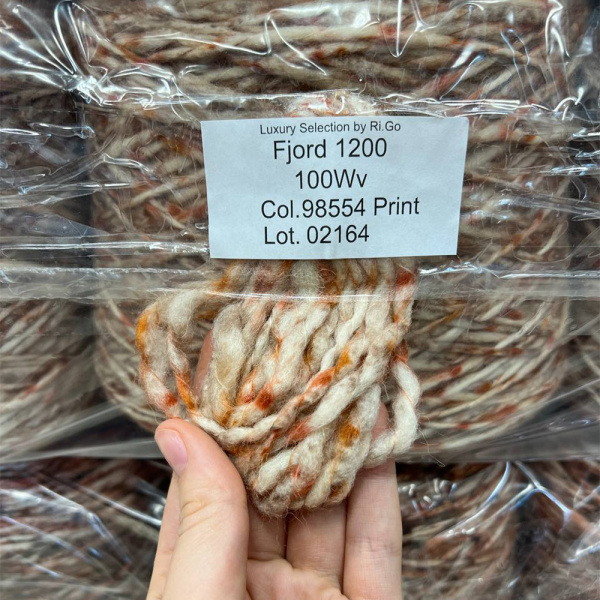 Luxury Selection by Ri.Go
Fjord 1200
100Wv
Col.98554 Print
Lot. 02164